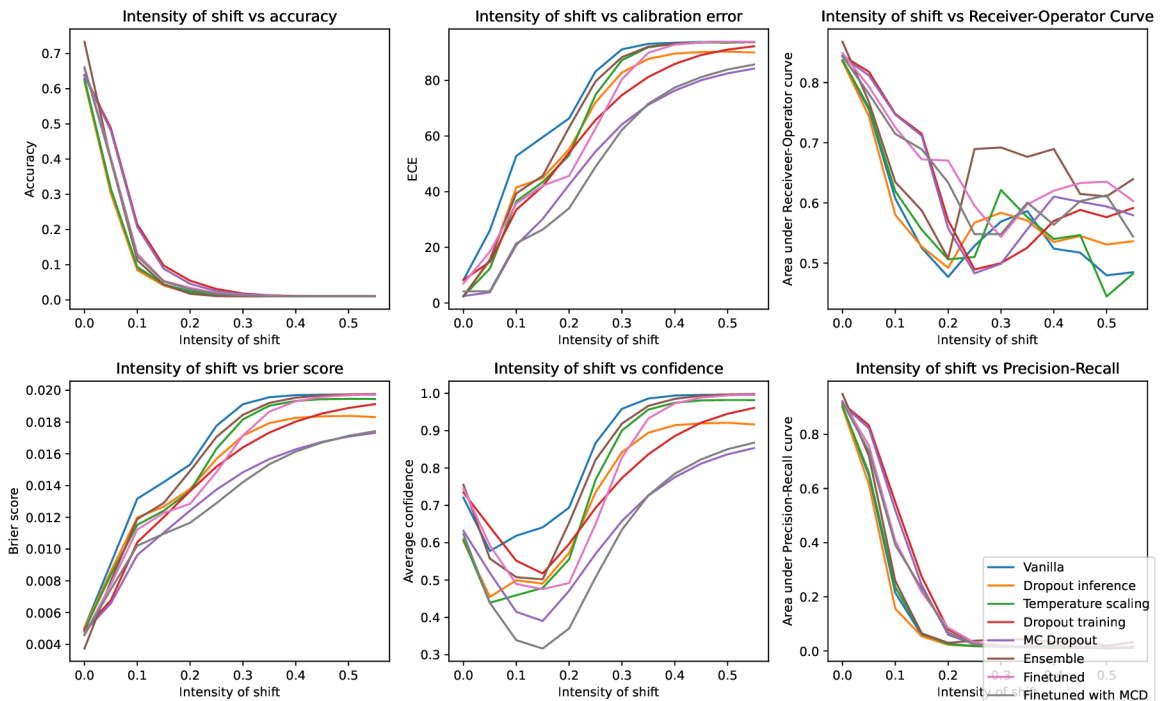 Intensity of shift vs accuracy
Accuracy
0.7
0.6
0.5
0.4
0.3
0.2
0.1
0.0
0.0 0.1 0.2 0.3 0.4 0.5
Intensity of shift
Intensity of shift vs calibration error
ECE
80
60
40
20
0
0.0 0.1 0.2 0.3 0.4 0.5
Intensity of shift
Intensity of shift vs Receiver-Operator Curve
Area under Receiveer-Operator curve
0.8
0.7
0.6
0.5
0.0 0.1 0.2 0.3 0.4 0.5
Intensity of shift
Intensity of shift vs brier score
Brier score
0.020
0.018
0.016
0.014
0.012
0.010
0.008
0.006
0.004
0.0 0.1 0.2 0.3 0.4 0.5
Intensity of shift
Intensity of shift vs confidence
Average confidence
1.0
0.9
0.8
0.7
0.6
0.5
0.4
0.3
0.0 0.1 0.2 0.3 0.4 0.5
Intensity of shift
Intensity of shift vs Precision-Recall
Area under Precision-Recall curve
0.8
0.6
0.4
0.2
0.0
0.0 0.1 0.2 0.3 0.4 0.5
Intensity of shift
Vanilla
Dropout inference
Temperature scaling
Dropout training
MC Dropout
Ensemble
Finetuned
Finetuned with MCD